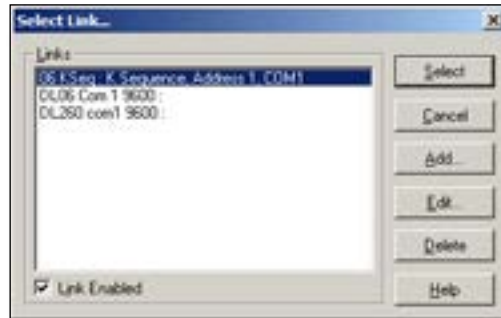 Select Link...
Links
06 KSeq : K Sequence, Address 1, COM1
DL06 Com 1 9600 :
DL260 com1 9600 :
Link Enabled
Select
Cancel
Add...
Edit...
Delete
Help